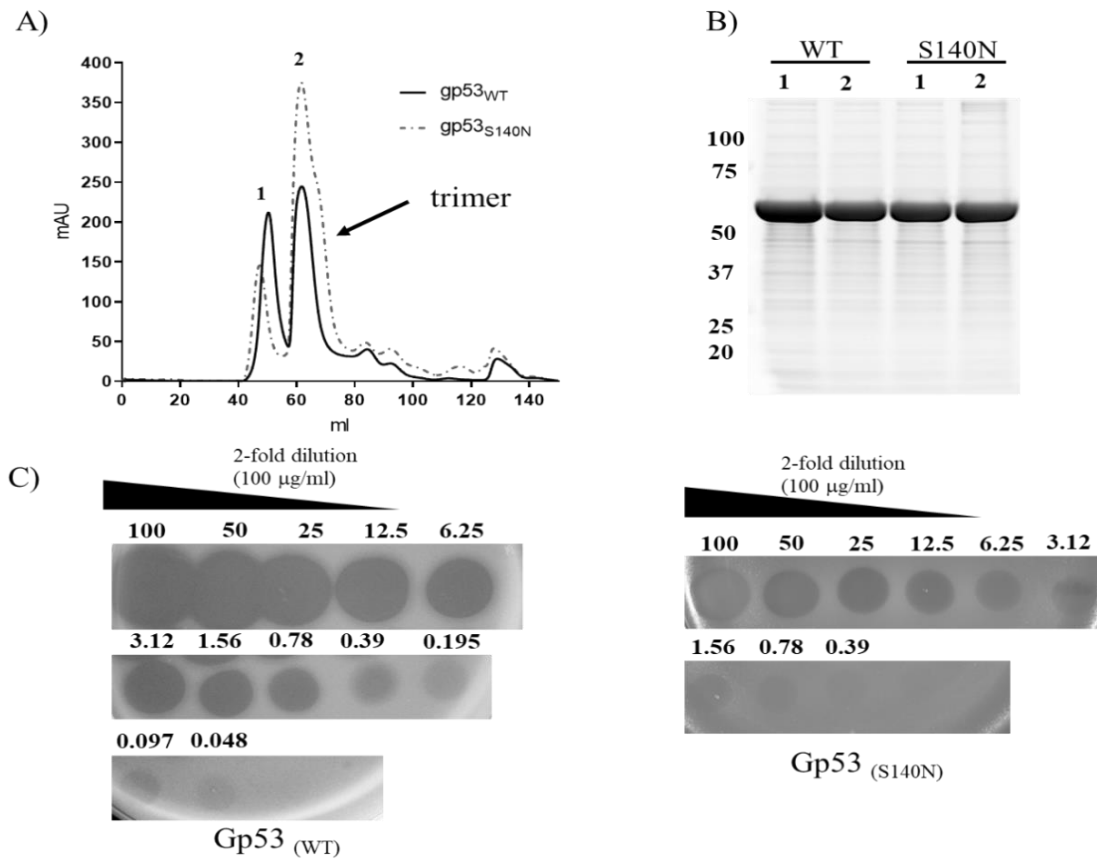 A)
400
350
300
250
200
150
100
50
0
mAU
0 20 40 60 80 100 120 140
ml
1
2
gp53WT
gp53S140N
trimer
B)
WT S140N
1 2 1 2
100
75
50
37
25
20
C)
2-fold dilution
(100 µg/ml)
100 50 25 12.5 6.25
3.12 1.56 0.78 0.39 0.195
0.097 0.048
Gp53 (WT)
2-fold dilution
(100 µg/ml)
100 50 25 12.5 6.25 3.12
1.56 0.78 0.39
Gp53 (S140N)